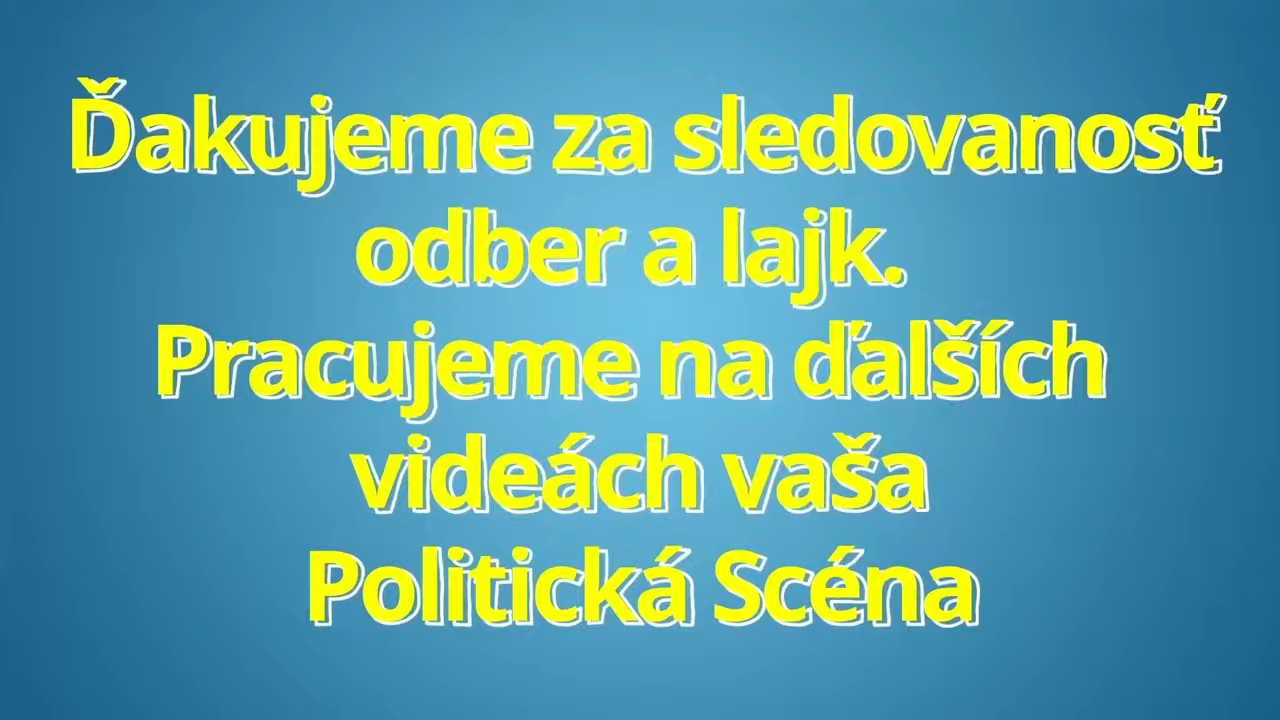 Ďakujeme za sledovanosť
odber a lajk.
Pracujeme na ďalších
videách vaša
Politická Scéna